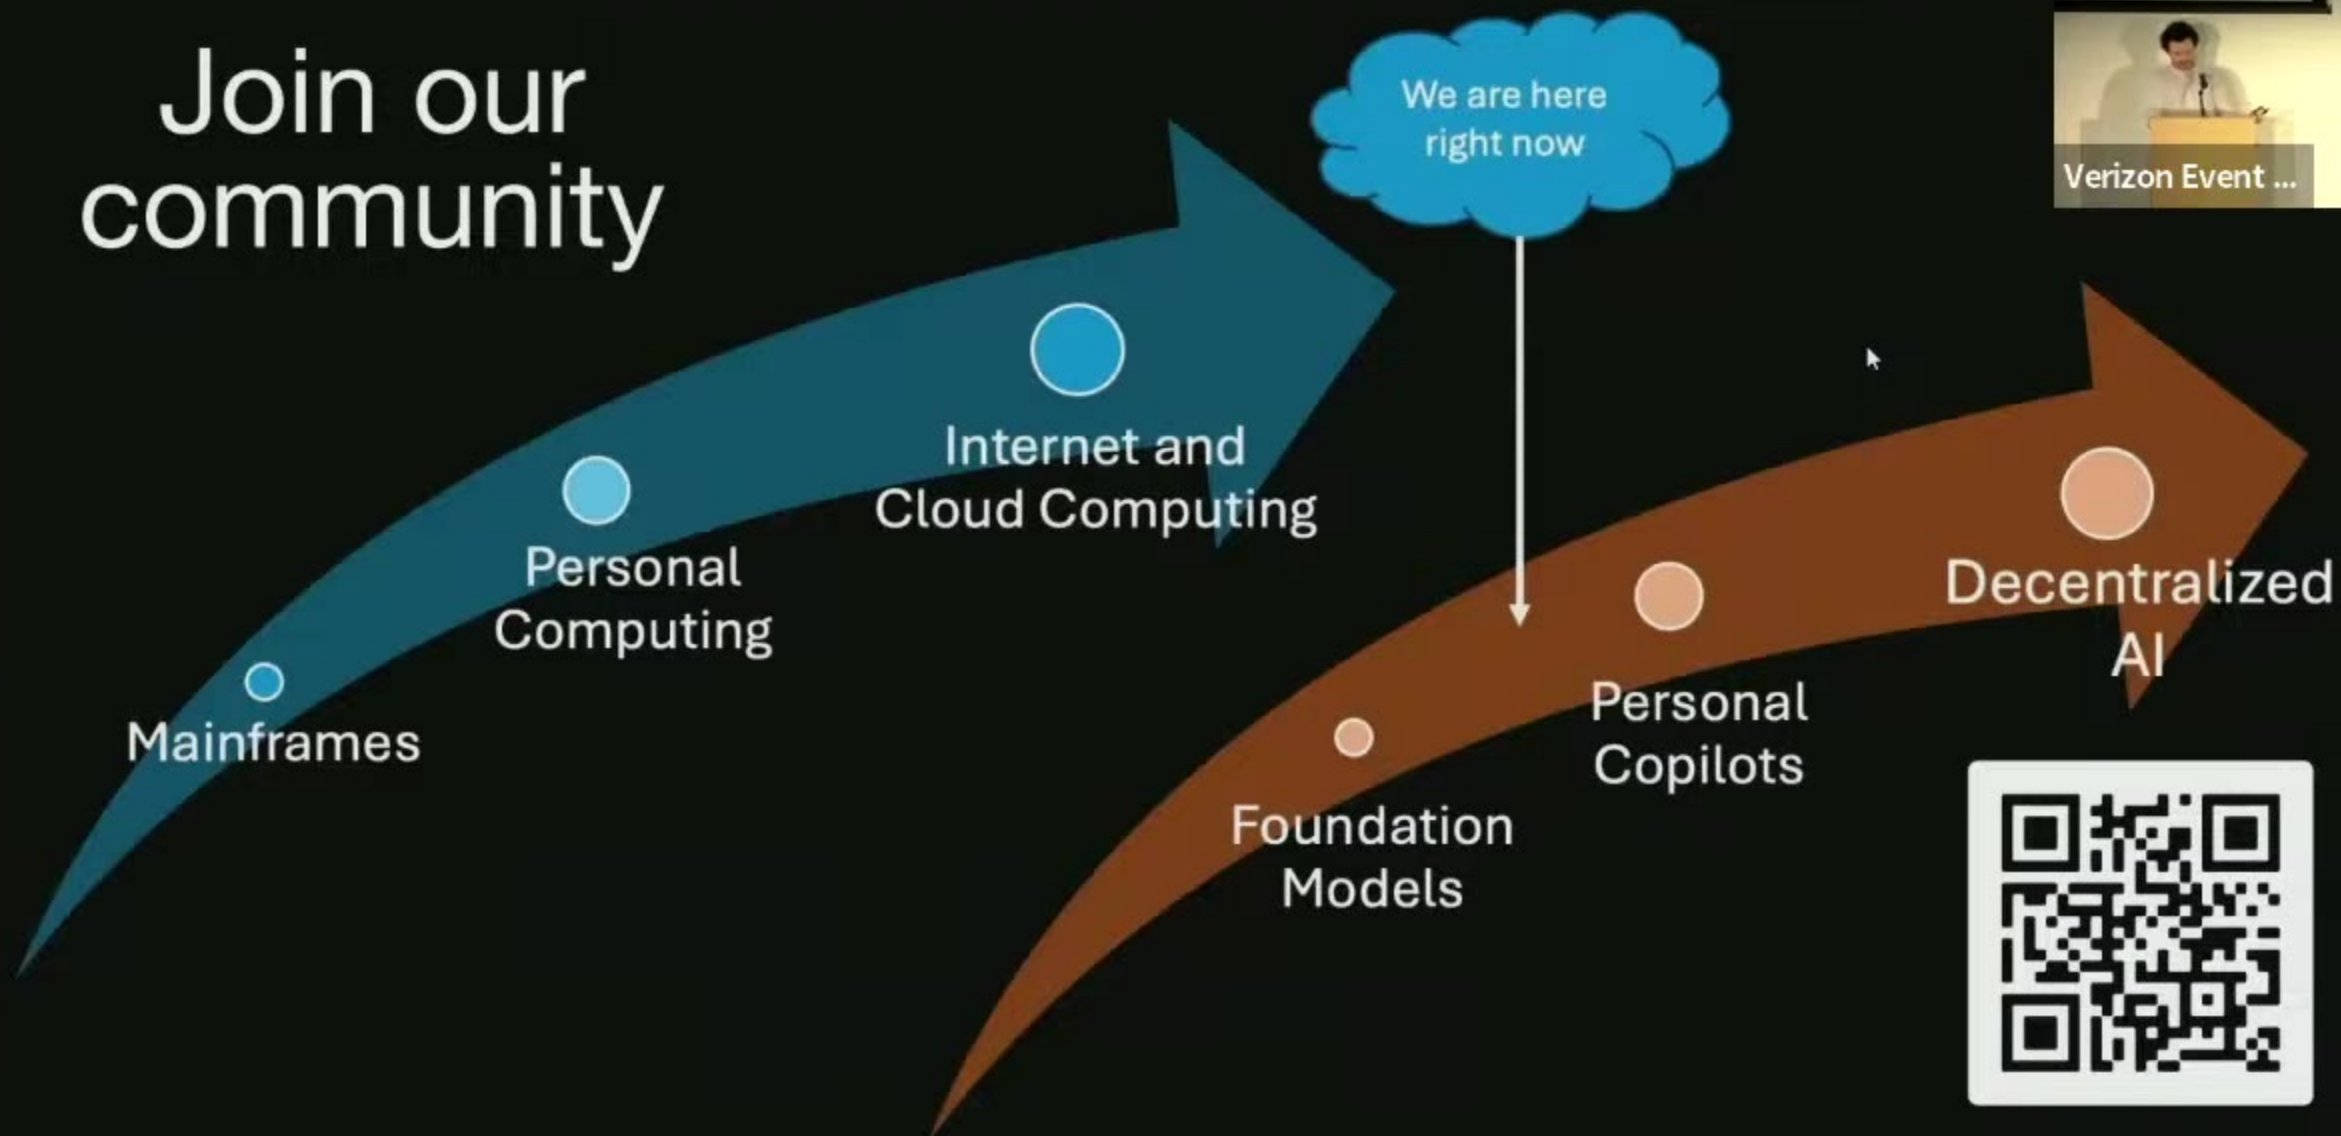 Join our
community
We are here
right now
Verizon Event ...
Internet and
Cloud Computing
Personal
Computing
Mainframes
Decentralized
AI
Personal
Copilots
Foundation
Models